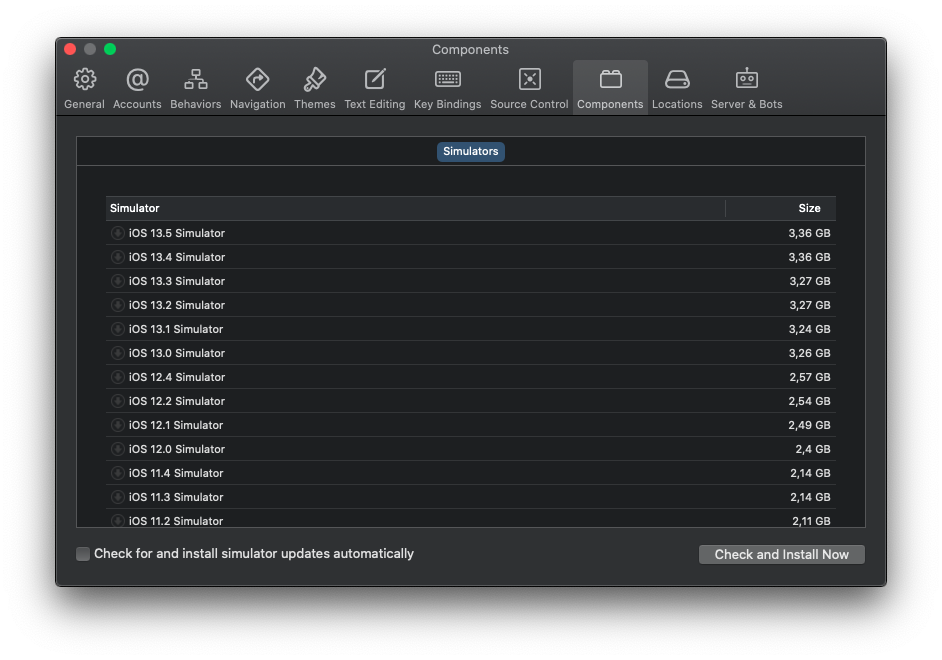 Components
General Accounts Behaviors Navigation Themes Text Editing Key Bindings Source Control Components Locations Server & Bots
Simulators
Simulator Size
iOS 13.5 Simulator 3,36 GB
iOS 13.4 Simulator 3,36 GB
iOS 13.3 Simulator 3,27 GB
iOS 13.2 Simulator 3,27 GB
iOS 13.1 Simulator 3,24 GB
iOS 13.0 Simulator 3,26 GB
iOS 12.4 Simulator 2,57 GB
iOS 12.2 Simulator 2,54 GB
iOS 12.1 Simulator 2,49 GB
iOS 12.0 Simulator 2,4 GB
iOS 11.4 Simulator 2,14 GB
iOS 11.3 Simulator 2,14 GB
iOS 11.2 Simulator 2,11 GB
Check for and install simulator updates automatically Check and Install Now